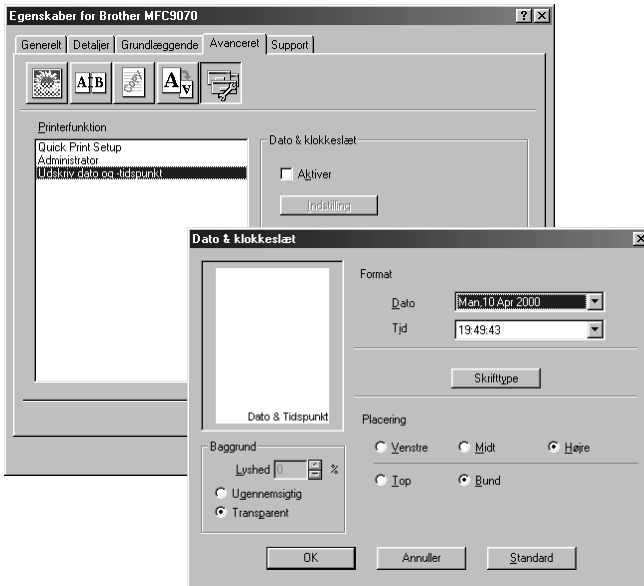 Egenskaber for Brother MFC9070
Generelt Detaljer Grundlæggende Avanceret Support
A B Copy A A
Printerfunktion
Quick Print Setup
Administrator
Udskriv dato og -tidspunkt
Dato & klokkeslæt
Aktiver
Indstilling
Dato & klokkeslæt
Dato & Tidspunkt
Format
Dato Man,10 Apr 2000
Tid 19:49:43
Skrifttype
Baggrund
Lyshed 0 %
Ugennemsigtig
Transparent
Placering
Venstre Midt Højre
Top Bund
OK Annuller Standard